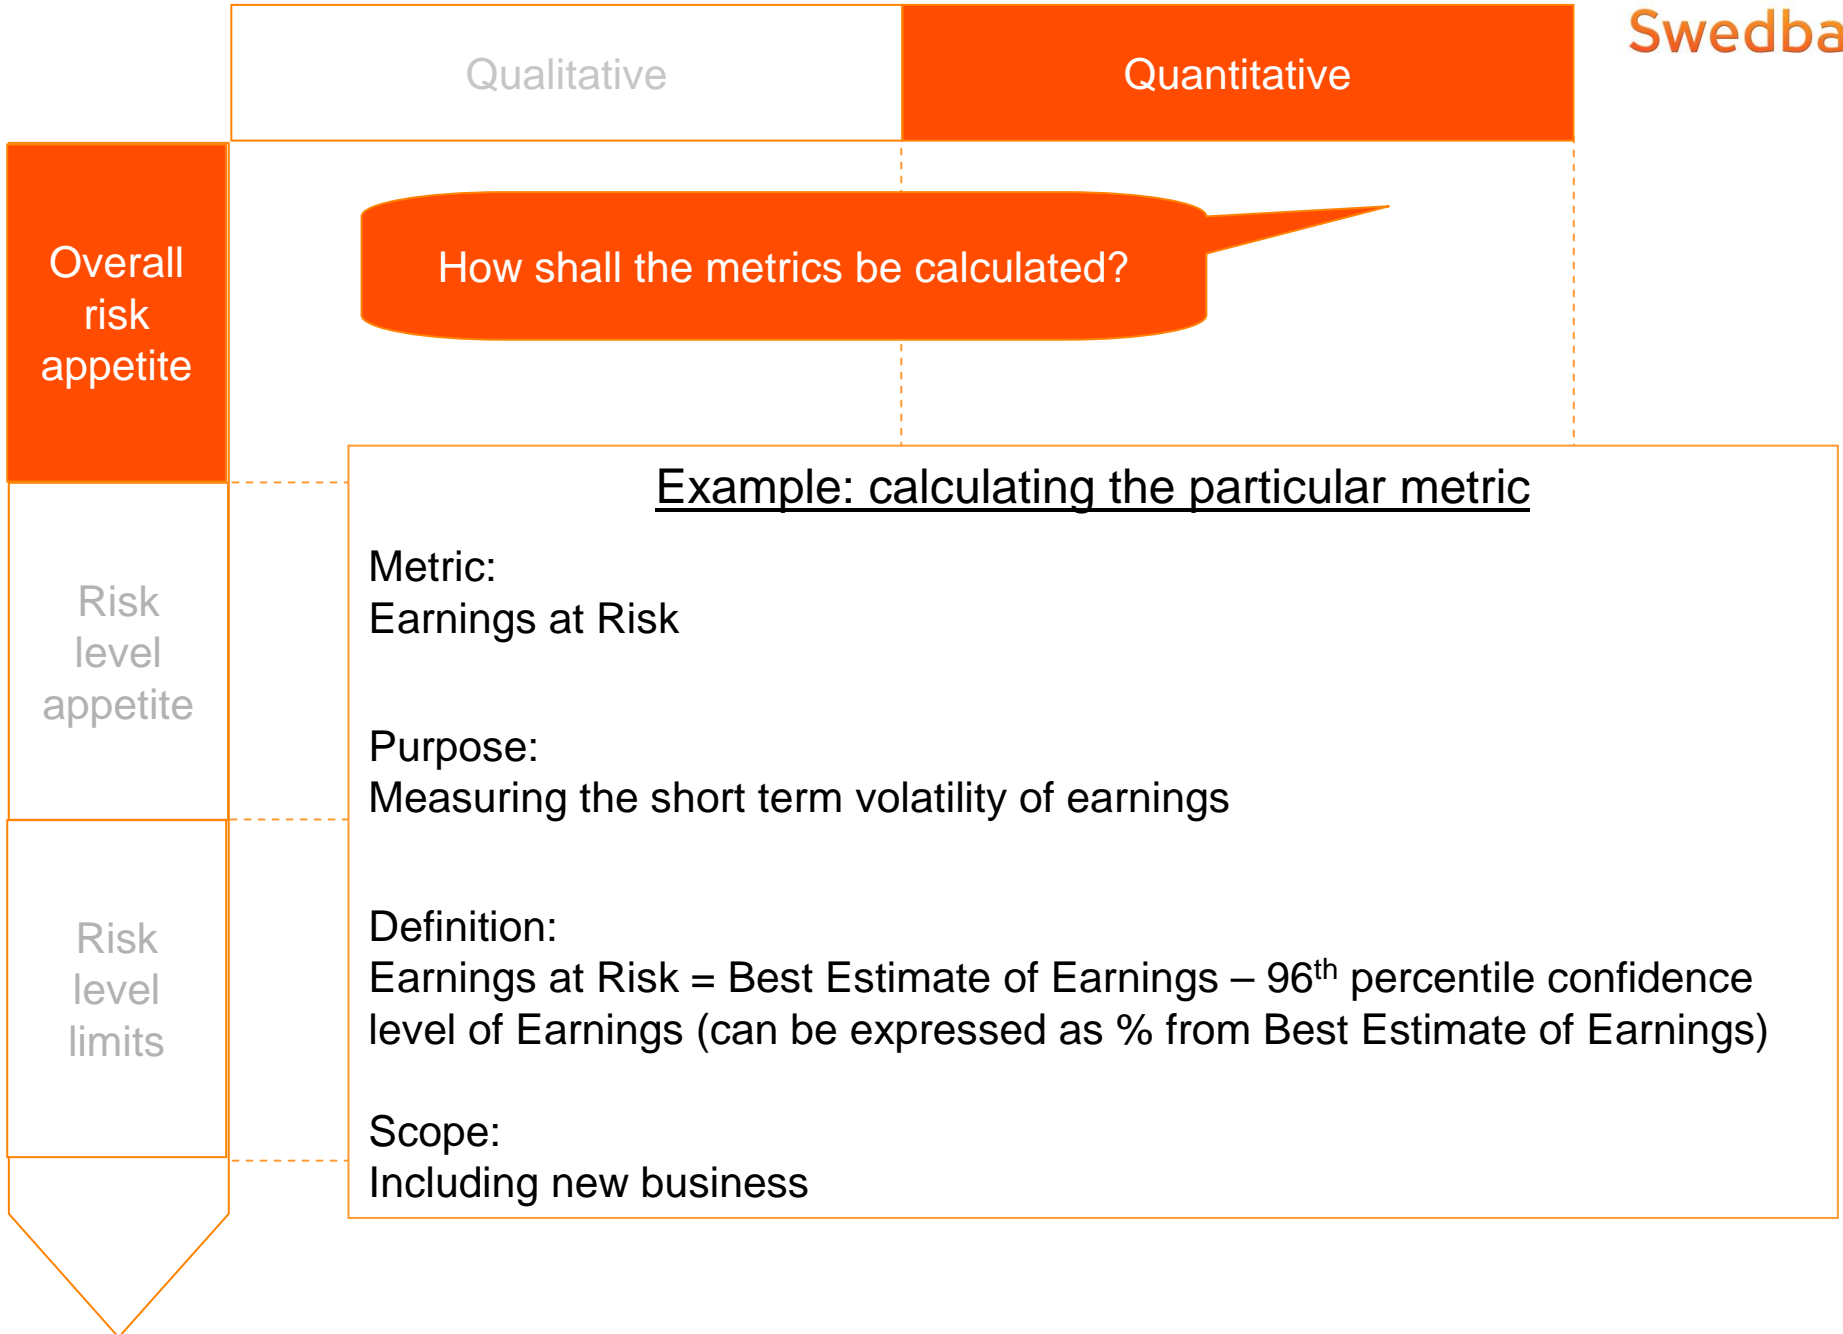 Swedba
Qualitative
Quantitative
Overall
risk
appetite
How shall the metrics be calculated?
Risk
level
appetite
Risk
level
limits
Example: calculating the particular metric
Metric:
Earnings at Risk
Purpose:
Measuring the short term volatility of earnings
Definition:
Earnings at Risk = Best Estimate of Earnings – 96th percentile confidence
level of Earnings (can be expressed as % from Best Estimate of Earnings)
Scope:
Including new business